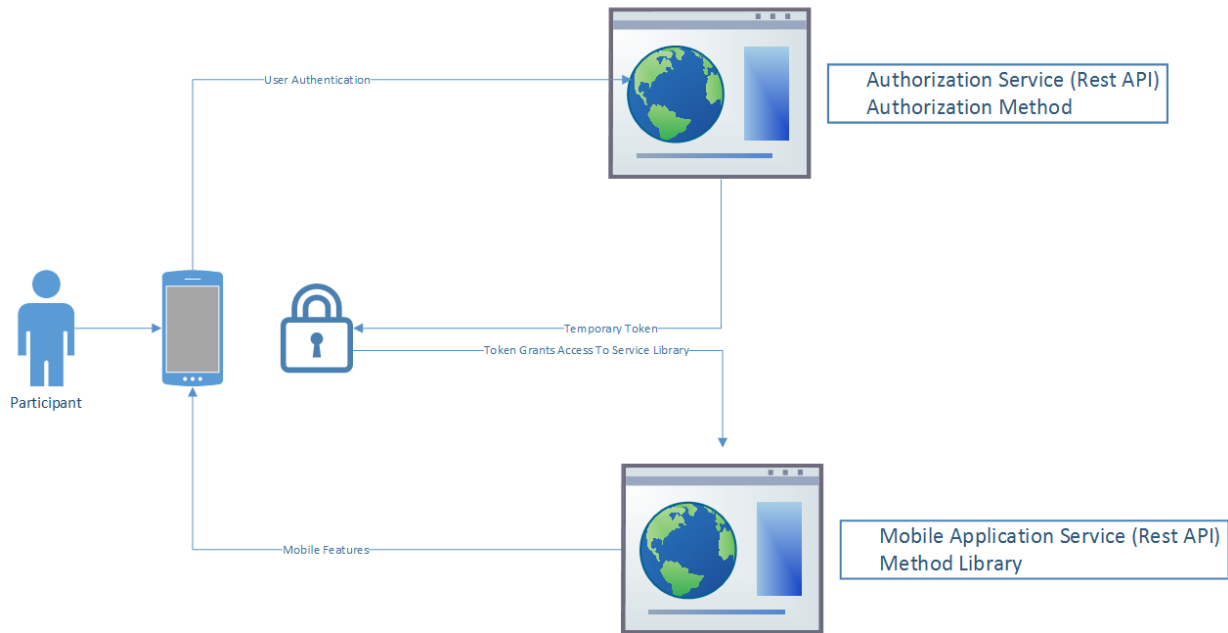 User Authentication
Authorization Service (Rest API)
Authorization Method
Temporary Token
Token Grants Access To Service Library
Participant
Mobile Features
Mobile Application Service (Rest API)
Method Library